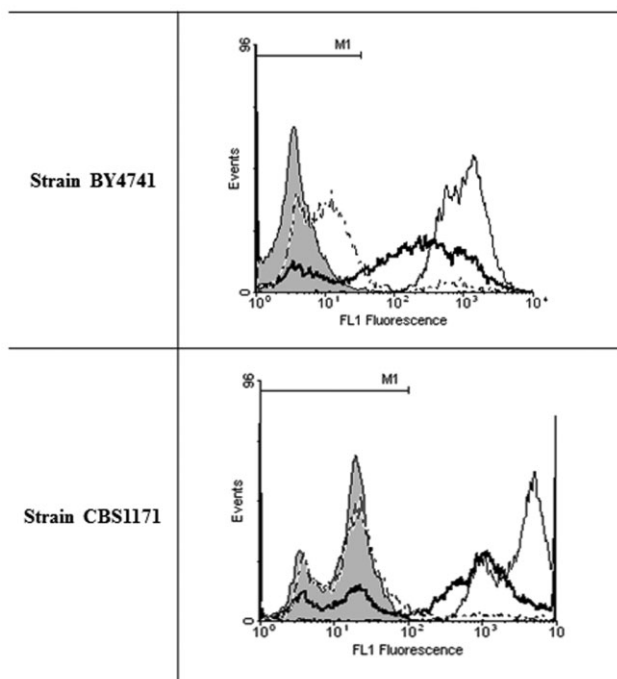 Strain BY4741
96
M1
Events
0
10⁰ 10¹ 10² 10³ 10⁴
FL1 Fluorescence
Strain CBS1171
96
M1
Events
0
10⁰ 10¹ 10² 10³ 10
FL1 Fluorescence